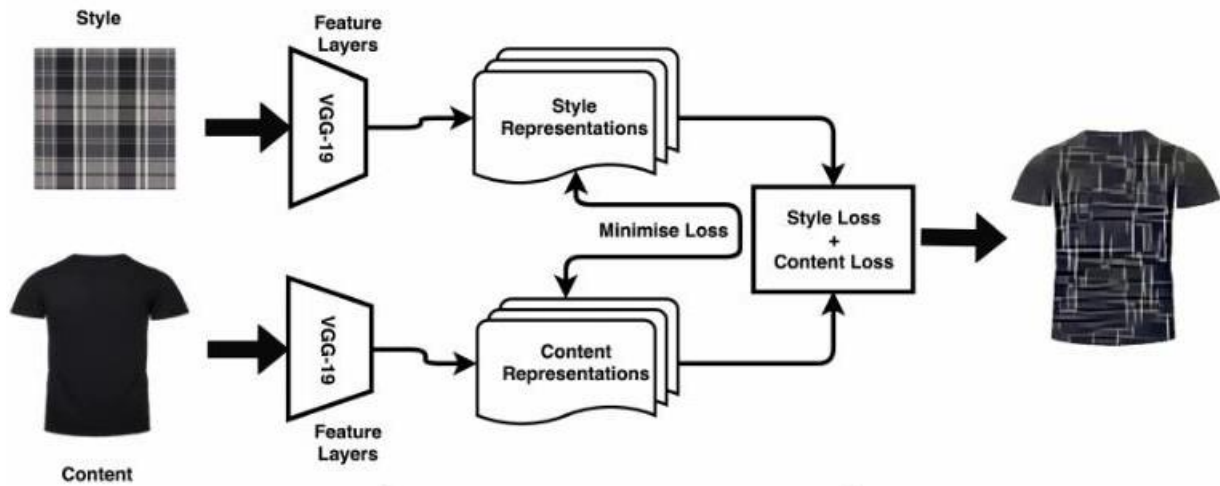 Style
Feature
Layers
VGG-19
Style
Representations
Minimise Loss
Style Loss
+
Content Loss
VGG-19
Content
Representations
Feature
Layers
Content